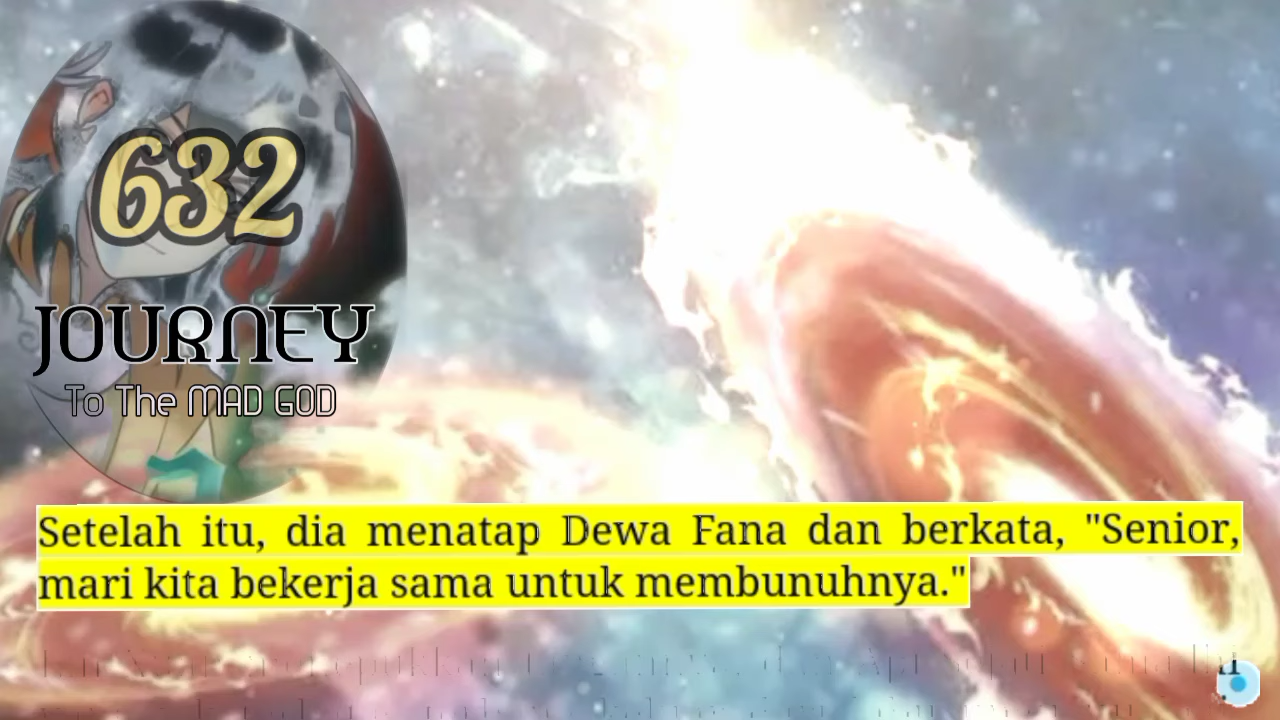 632
JOURNEY
To The MAD GOD
Setelah itu, dia menatap Dewa Fana dan berkata, "Senior,
mari kita bekerja sama untuk membunuhnya."